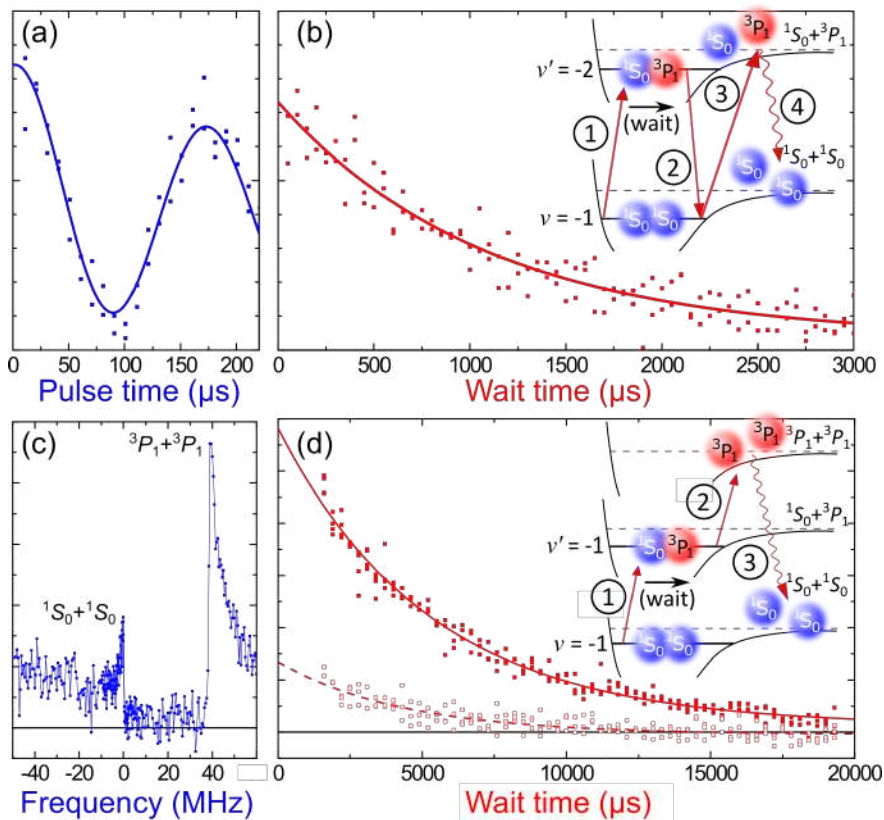 (a)
0 50 100 150 200
Pulse time (µs)
(b)
¹S₀ ³P₁ ¹S₀+³P₁
v' = -2 ¹S₀ ³P₁
① (wait) ② ③ ④
¹S₀ ¹S₀+¹S₀
¹S₀
v = -1 ¹S₀ ¹S₀
0 500 1000 1500 2000 2500 3000
Wait time (µs)
(c)
³P₁+³P₁
¹S₀+¹S₀
-40 -20 0 20 40
Frequency (MHz)
(d)
³P₁ ³P₁ ³P₁+³P₁
②
¹S₀+³P₁
v' = -1 ¹S₀ ³P₁
① (wait) ③
¹S₀+¹S₀
¹S₀ ¹S₀
v = -1 ¹S₀ ¹S₀
0 5000 10000 15000 20000
Wait time (µs)